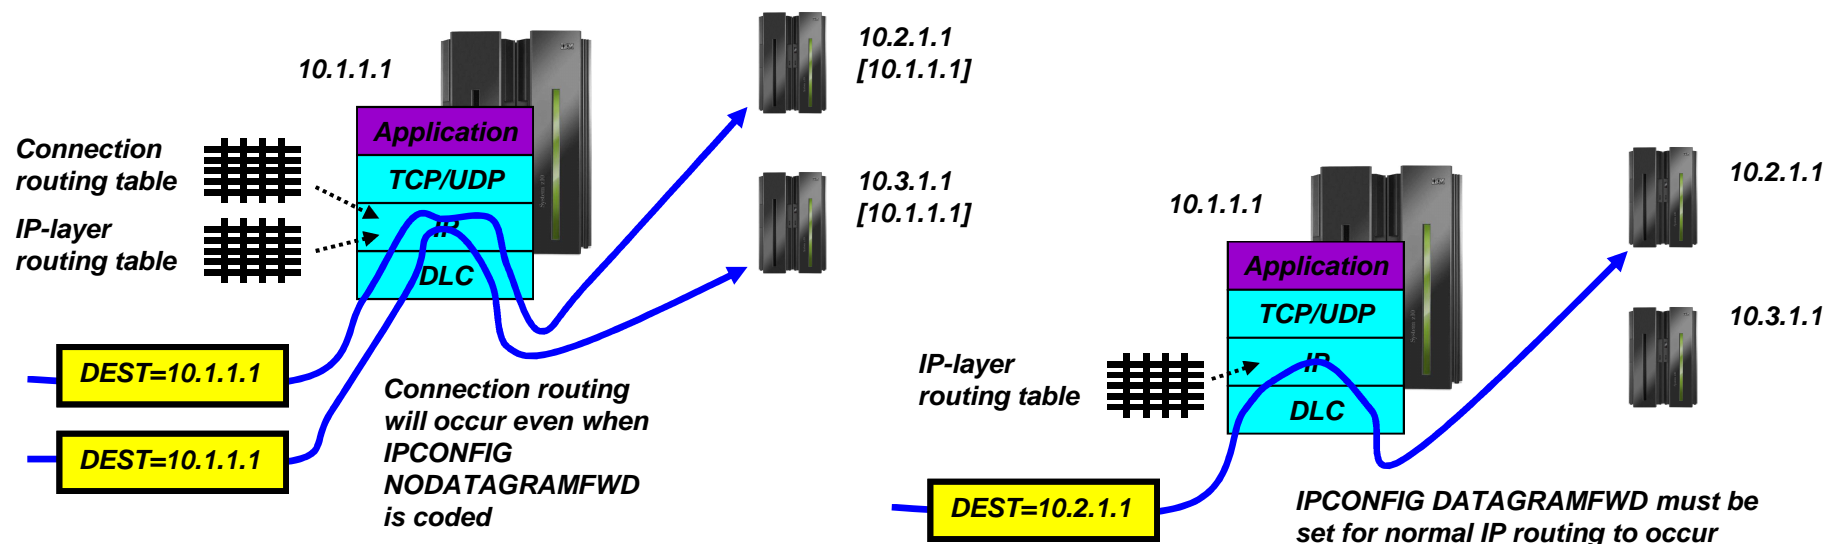 10.1.1.1
Application
TCP/UDP
IP
DLC
Connection
routing table
IP-layer
routing table
DEST=10.1.1.1
DEST=10.1.1.1
10.2.1.1
[10.1.1.1]
10.3.1.1
[10.1.1.1]
Connection routing
will occur even when
IPCONFIG
NODATAGRAMFWD
is coded
10.1.1.1
Application
TCP/UDP
IP
DLC
IP-layer
routing table
DEST=10.2.1.1
10.2.1.1
10.3.1.1
IPCONFIG DATAGRAMFWD must be
set for normal IP routing to occur